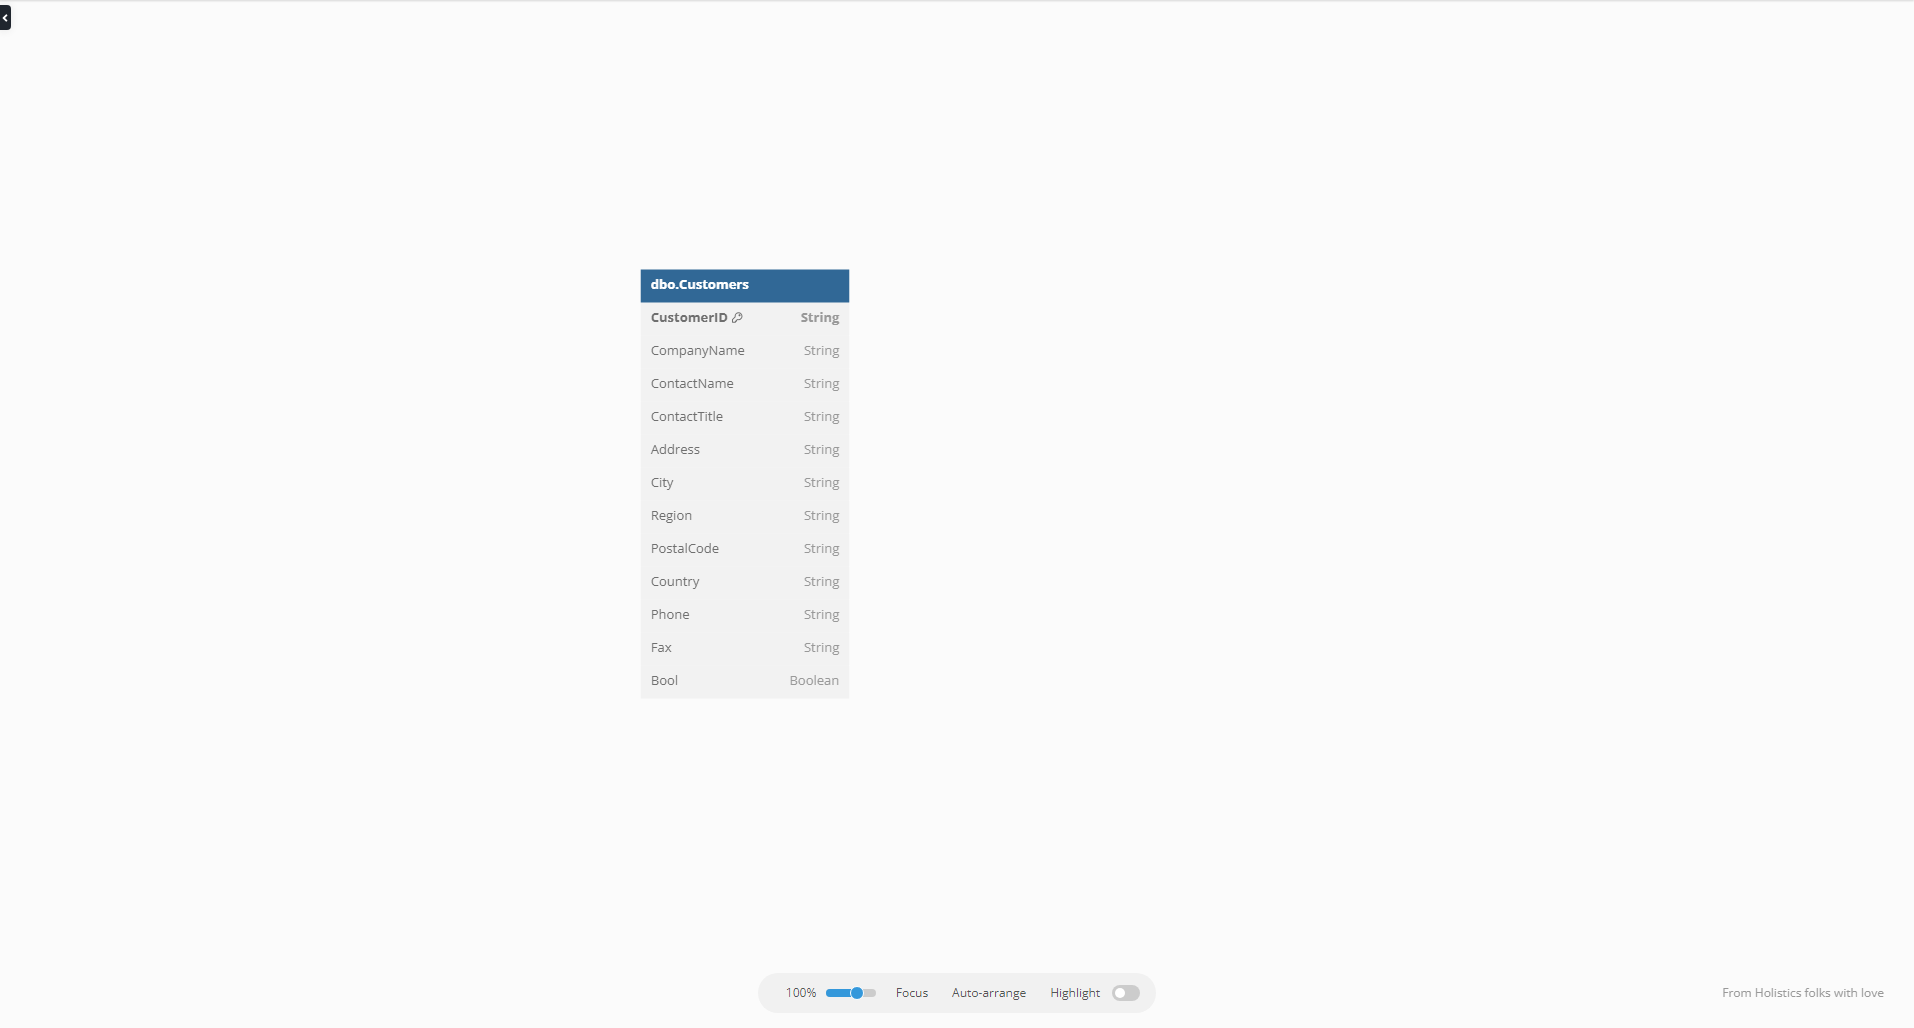 dbo.Customers
CustomerID String
CompanyName String
ContactName String
ContactTitle String
Address String
City String
Region String
PostalCode String
Country String
Phone String
Fax String
Bool Boolean
100% Focus Auto-arrange Highlight
From Holistics folks with love